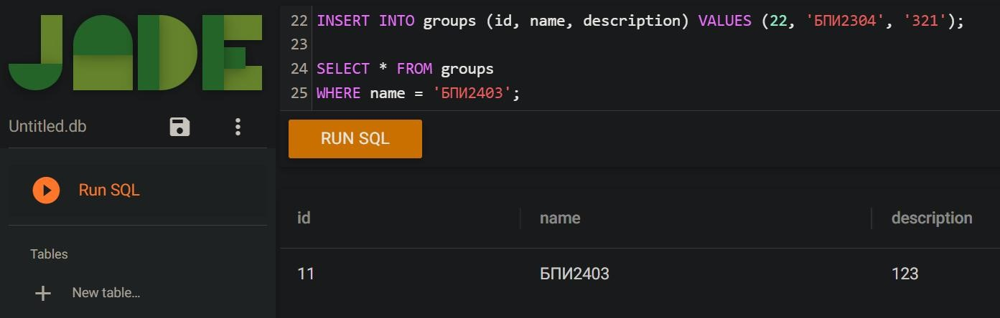 JADE
Untitled.db
Run SQL
Tables
New table...
22 INSERT INTO groups (id, name, description) VALUES (22, 'БПИ2304', '321');
23
24 SELECT * FROM groups
25 WHERE name = 'БПИ2403';
RUN SQL
id name description
11 БПИ2403 123